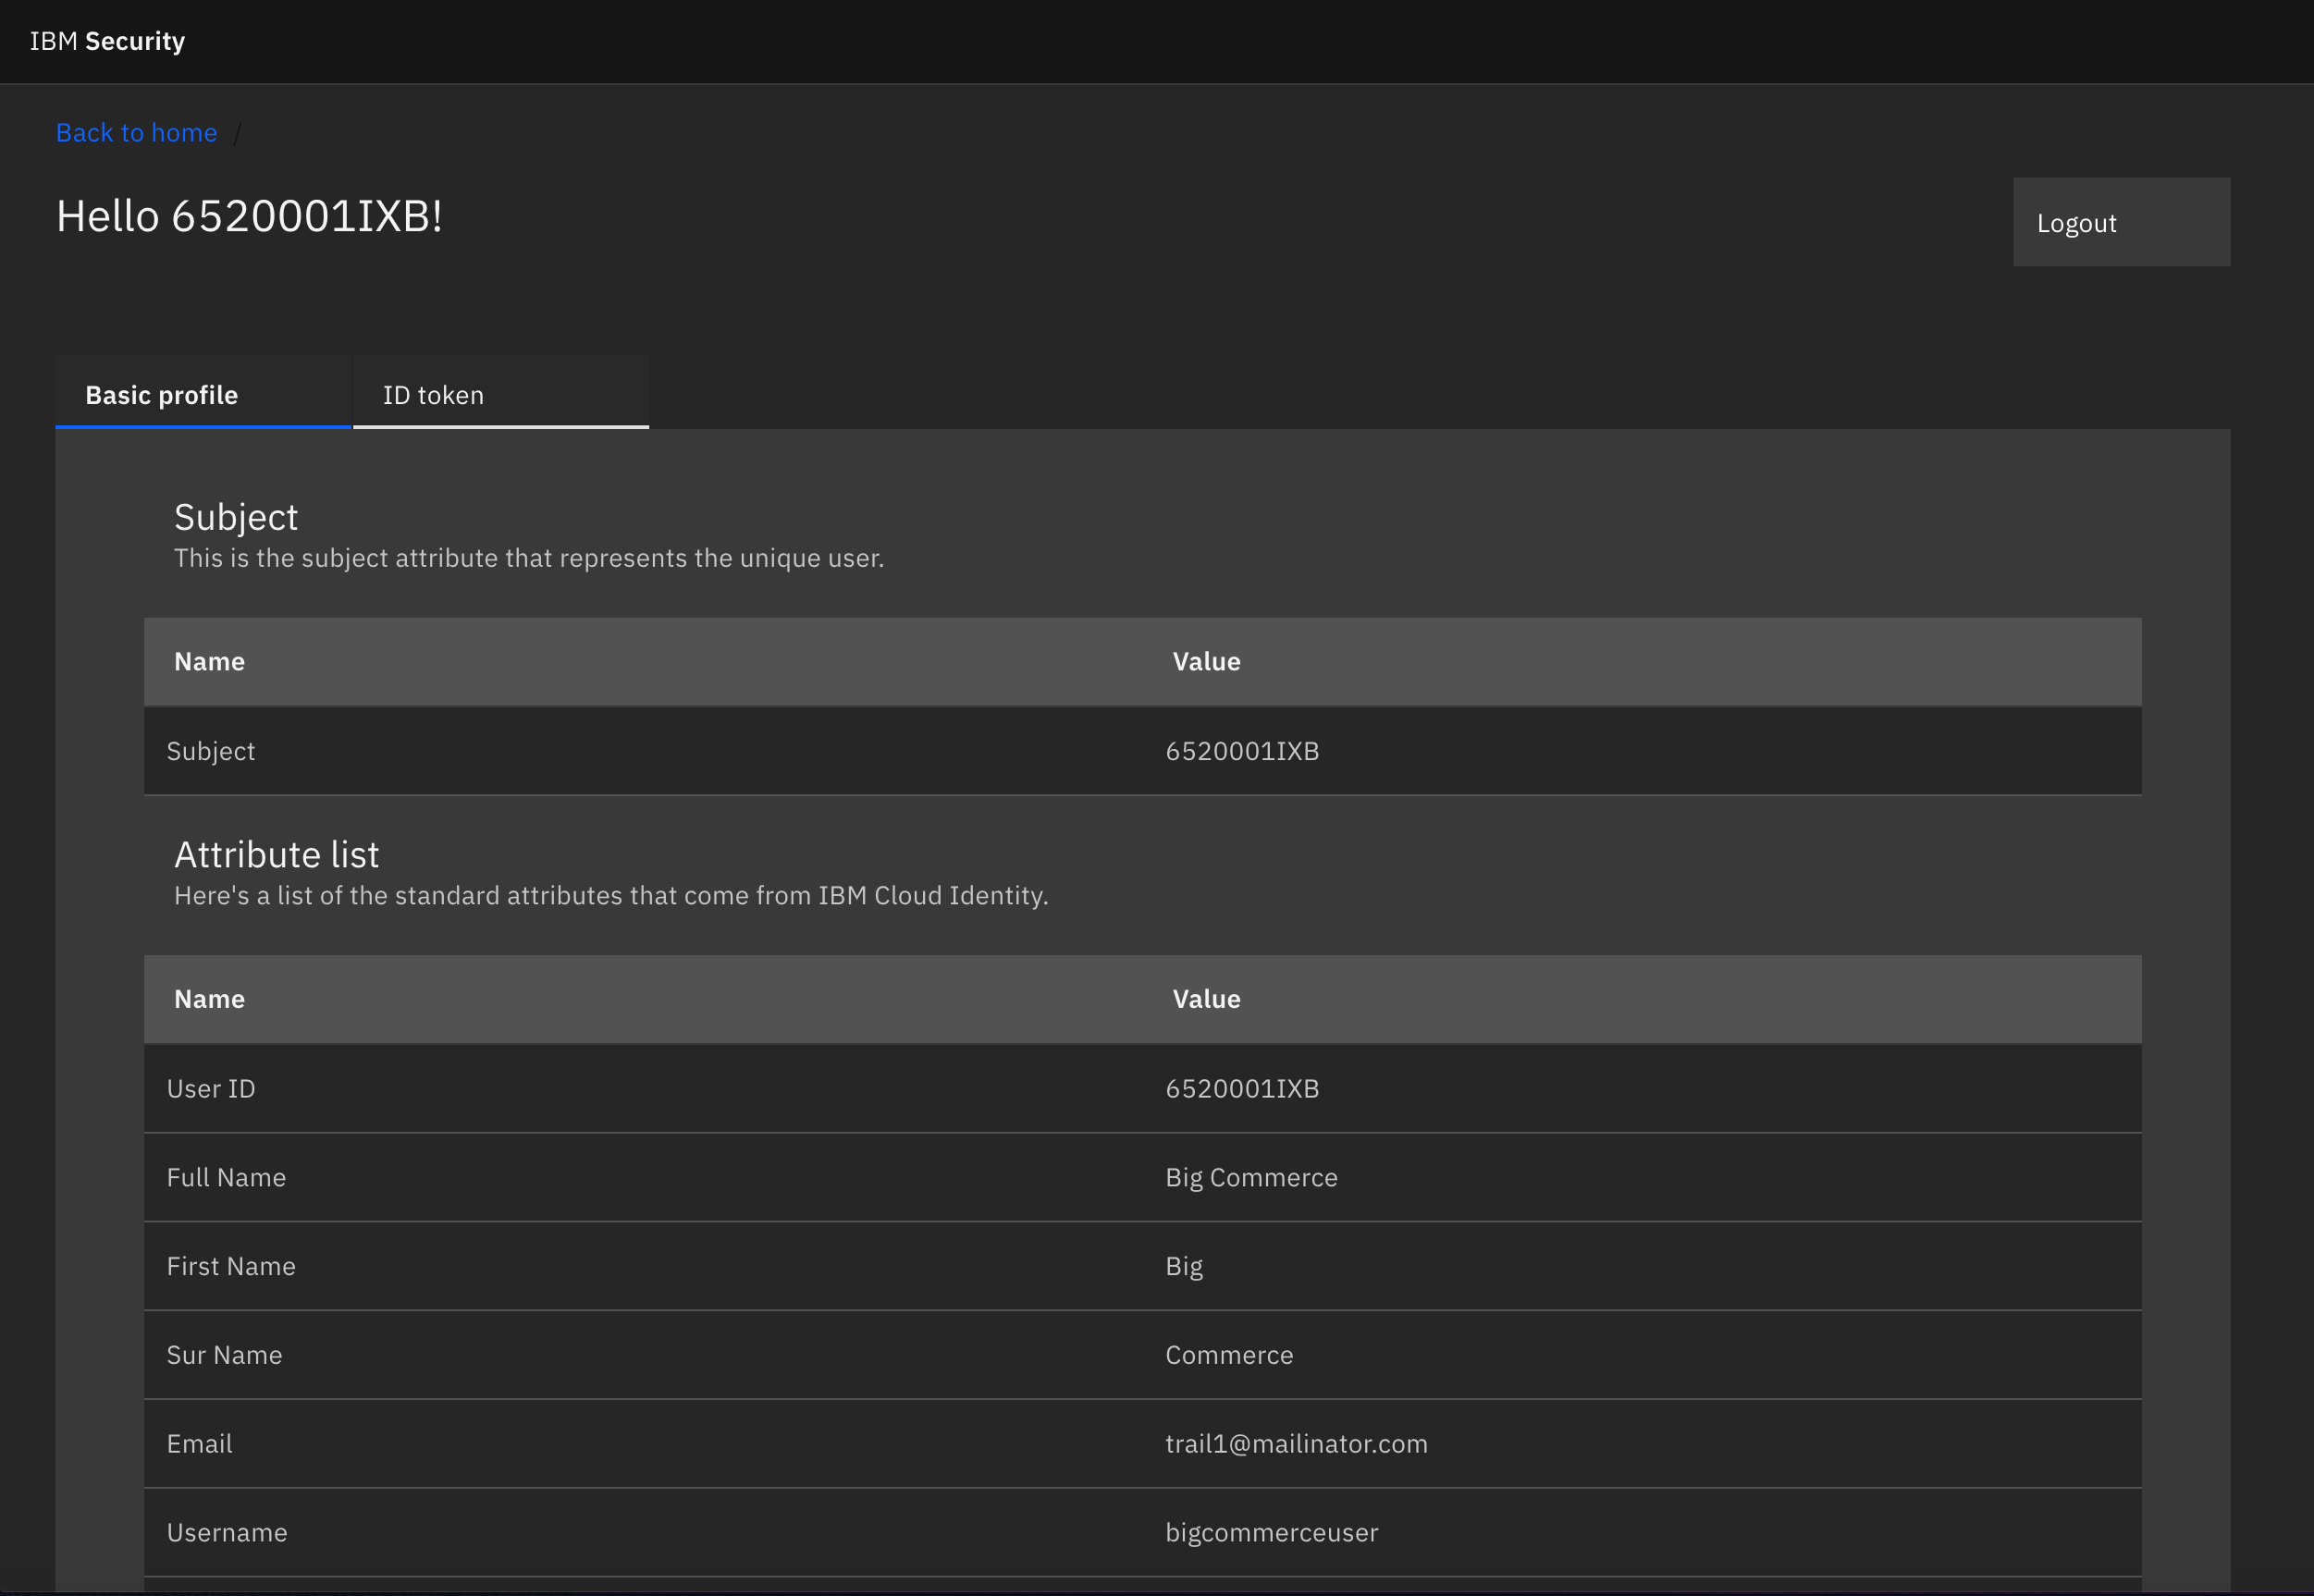 IBM Security
Back to home /
Hello 6520001IXB!
Logout
Basic profile ID token
Subject
This is the subject attribute that represents the unique user.
Name Value
Subject 6520001IXB
Attribute list
Here's a list of the standard attributes that come from IBM Cloud Identity.
Name Value
User ID 6520001IXB
Full Name Big Commerce
First Name Big
Sur Name Commerce
Email trail1@mailinator.com
Username bigcommerceuser